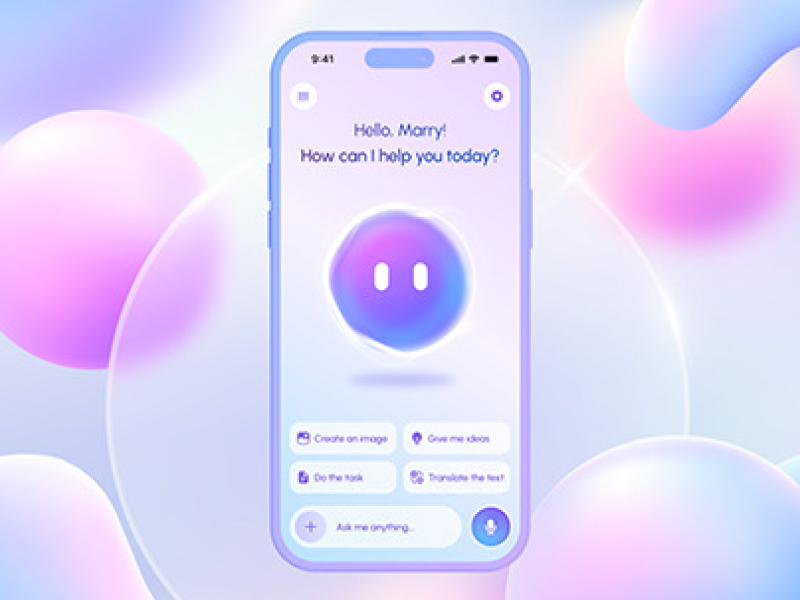 9:41
Hello, Marry!
How can I help you today?
Create an image
Give me ideas
Do the task
Translate the text
Ask me anything...